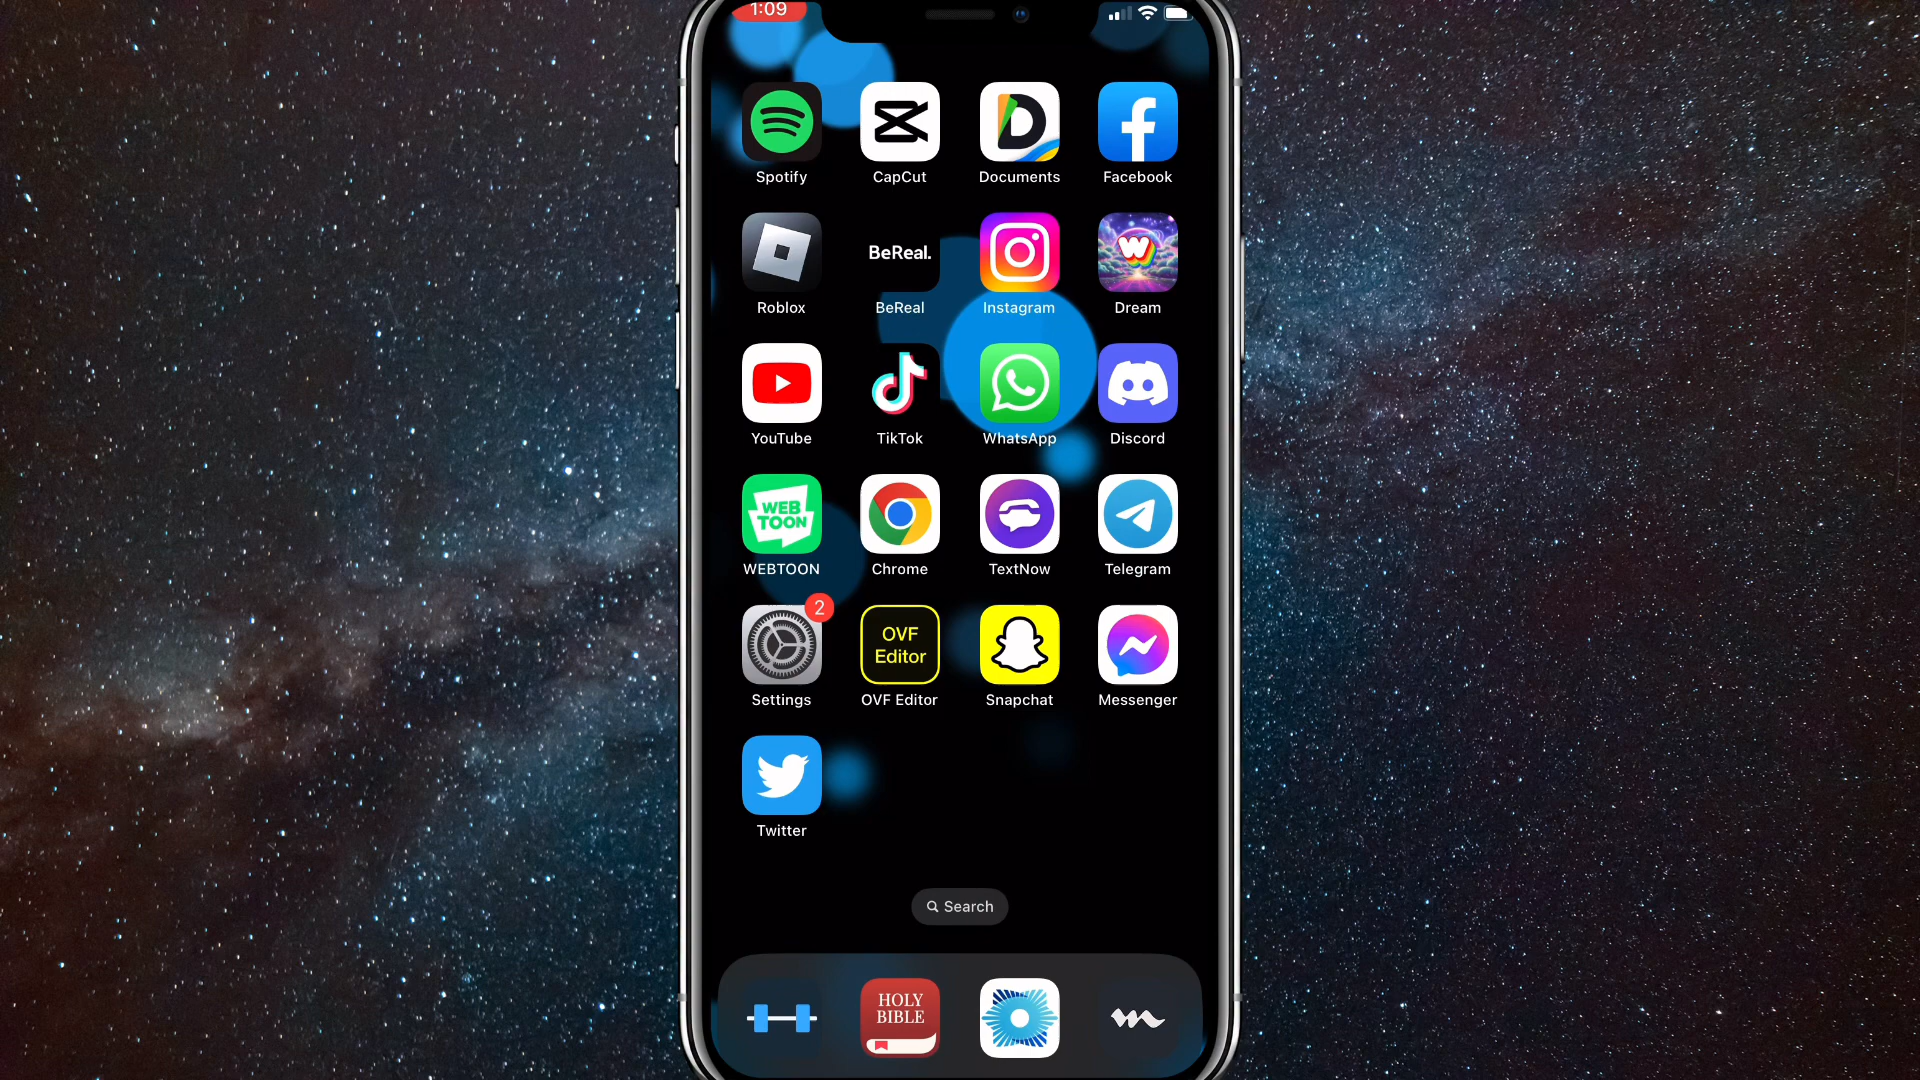 1:09
Spotify
CapCut
Documents
Facebook
BeReal.
Roblox
BeReal
Instagram
Dream
YouTube
TikTok
WhatsApp
Discord
WEB
TOON
WEBTOON
Chrome
TextNow
Telegram
2
OVF
Editor
Settings
OVF Editor
Snapchat
Messenger
Twitter
Search
HOLY
BIBLE